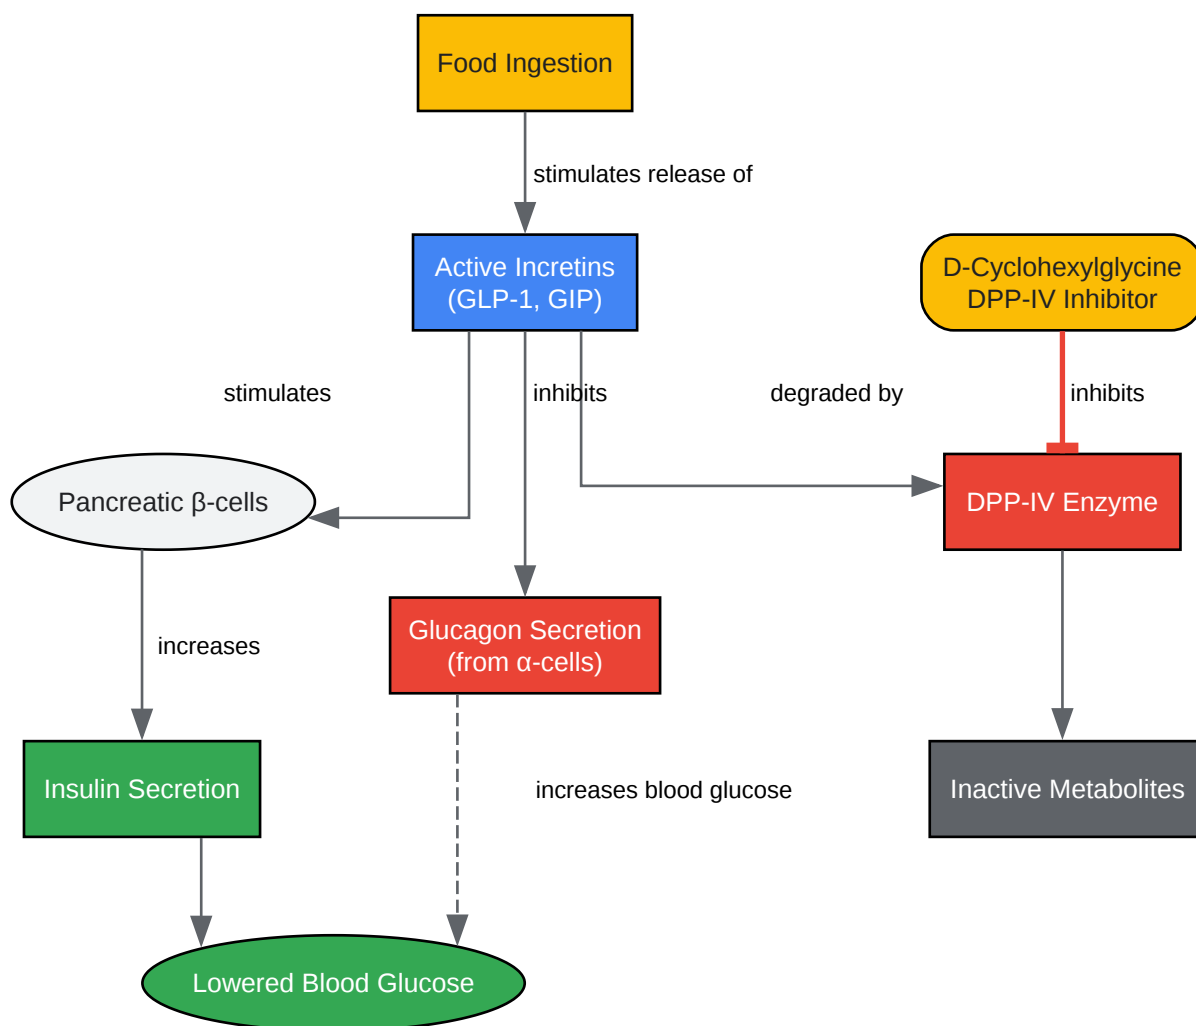 Food Ingestion
stimulates release of
Active Incretins
(GLP-1, GIP)
D-Cyclohexylglycine
DPP-IV Inhibitor
stimulates
inhibits
degraded by
inhibits
Pancreatic β-cells
DPP-IV Enzyme
increases
Glucagon Secretion
(from α-cells)
Insulin Secretion
increases blood glucose
Inactive Metabolites
Lowered Blood Glucose